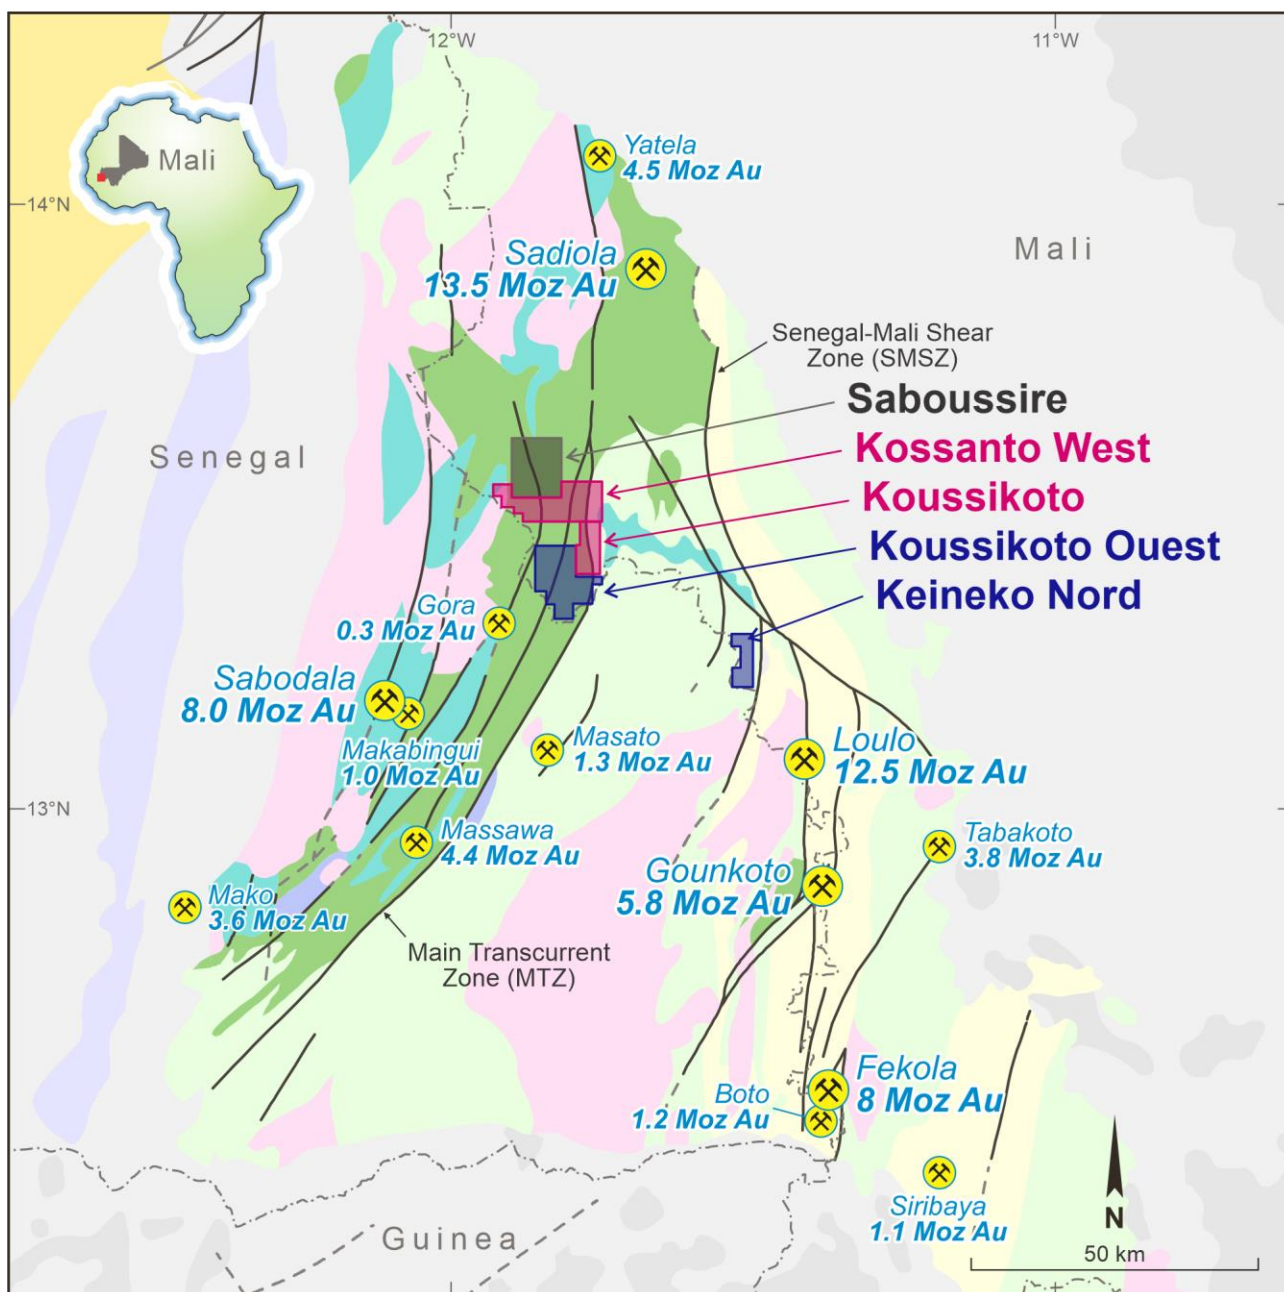 12°W
11°W
Mali
Yatela
4.5 Moz Au
14°N
Sadiola
13.5 Moz Au
Mali
Senegal-Mali Shear
Zone (SMSZ)
Saboussire
Kossanto West
Koussikoto
Koussikoto Ouest
Keineko Nord
Senegal
Gora
0.3 Moz Au
Sabodala
8.0 Moz Au
Makabingui
1.0 Moz Au
Masato
1.3 Moz Au
Loulo
12.5 Moz Au
13°N
Massawa
4.4 Moz Au
Tabakoto
3.8 Moz Au
Gounkoto
5.8 Moz Au
Mako
3.6 Moz Au
Main Transcurrent
Zone (MTZ)
Fekola
8 Moz Au
Boto
1.2 Moz Au
Siribaya
1.1 Moz Au
N
Guinea
50 km